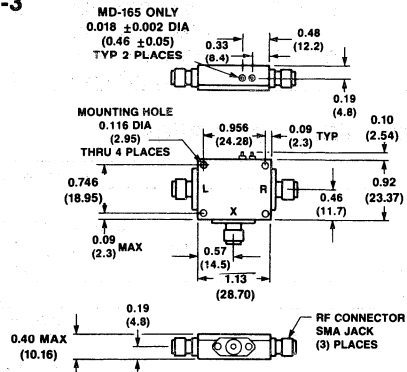 -3
MD-165 ONLY
0.018 ±0.002 DIA
(0.46 ±0.05)
TYP 2 PLACES
0.33
(8.4)
0.48
(12.2)
0.19
(4.8)
MOUNTING HOLE
0.116 DIA
(2.95)
THRU 4 PLACES
0.956
(24.28)
0.09 TYP
(2.3)
0.10
(2.54)
0.746
(18.95)
L
R
X
0.46
(11.7)
0.92
(23.37)
0.09 MAX
(2.3)
0.57
(14.5)
1.13
(28.70)
0.19
(4.8)
0.40 MAX
(10.16)
RF CONNECTOR
SMA JACK
(3) PLACES